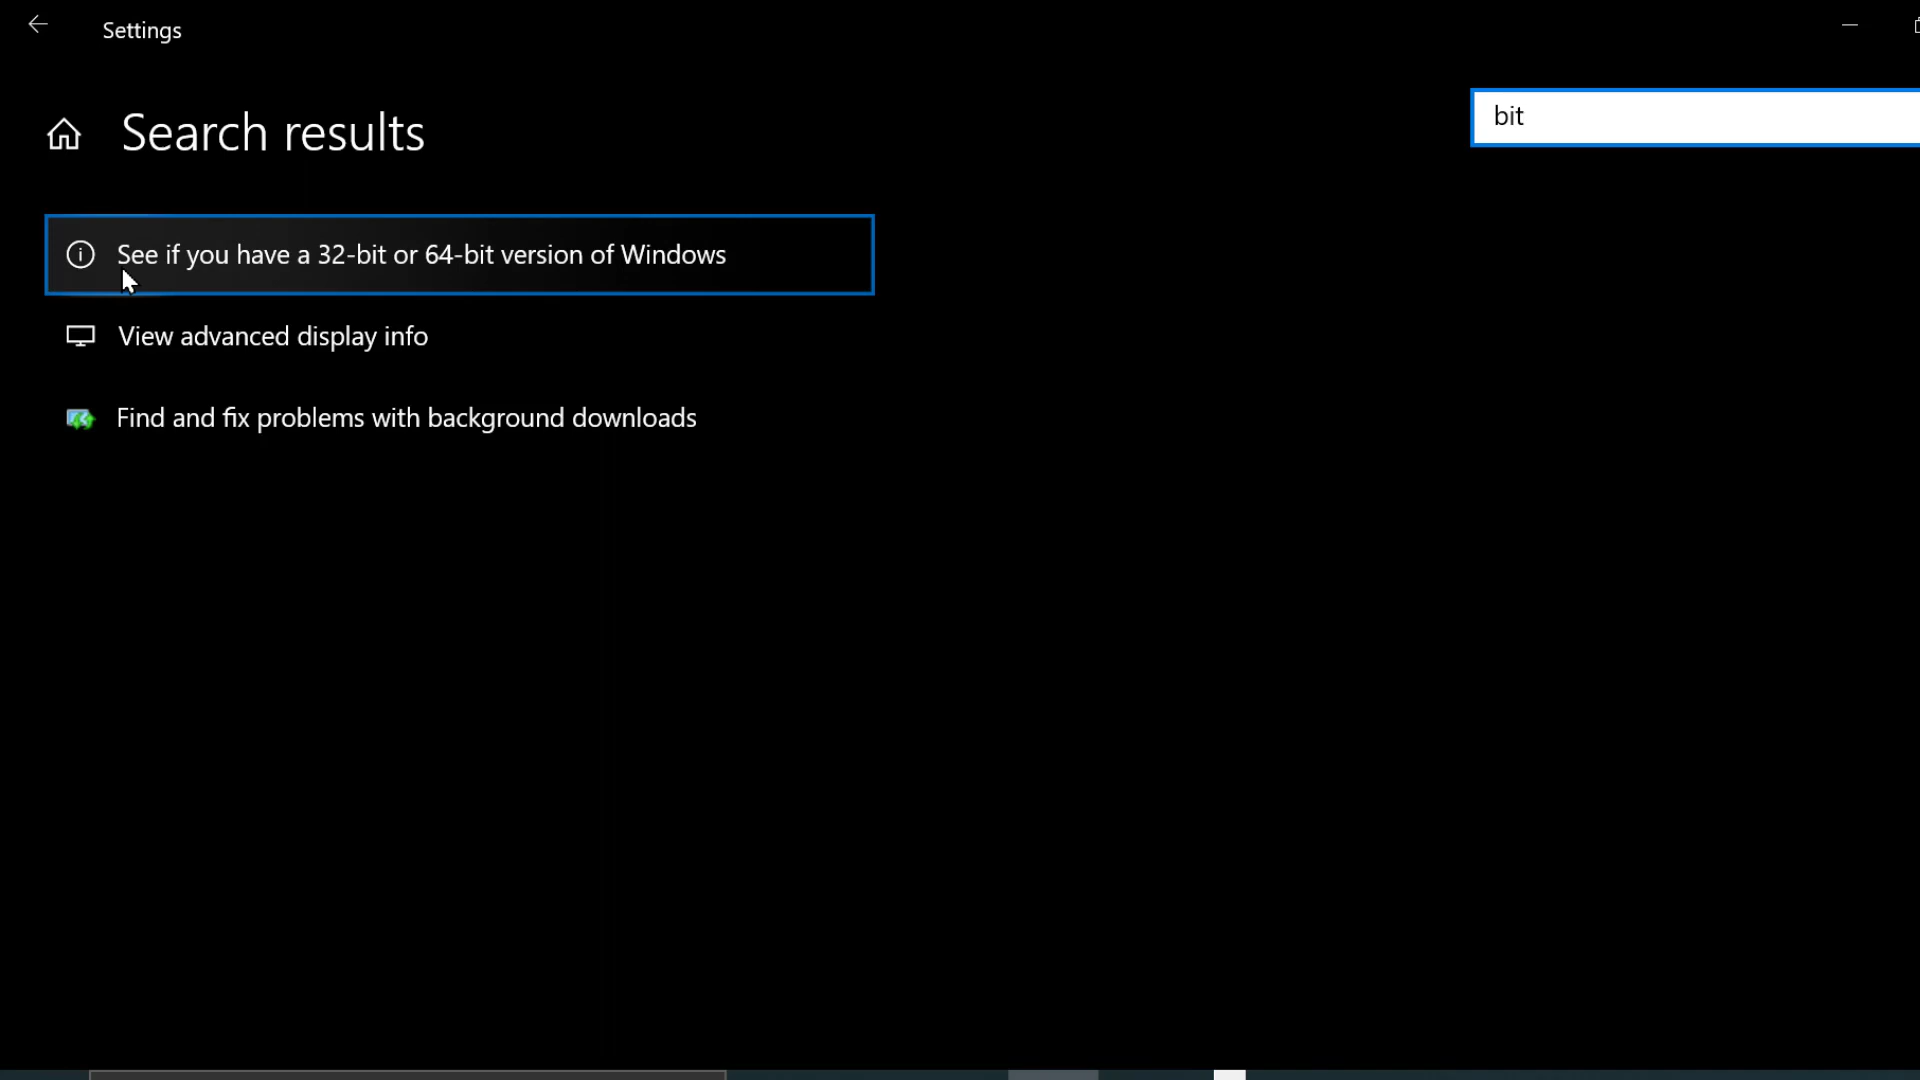 Settings
Search results
bit
See if you have a 32-bit or 64-bit version of Windows
View advanced display info
Find and fix problems with background downloads